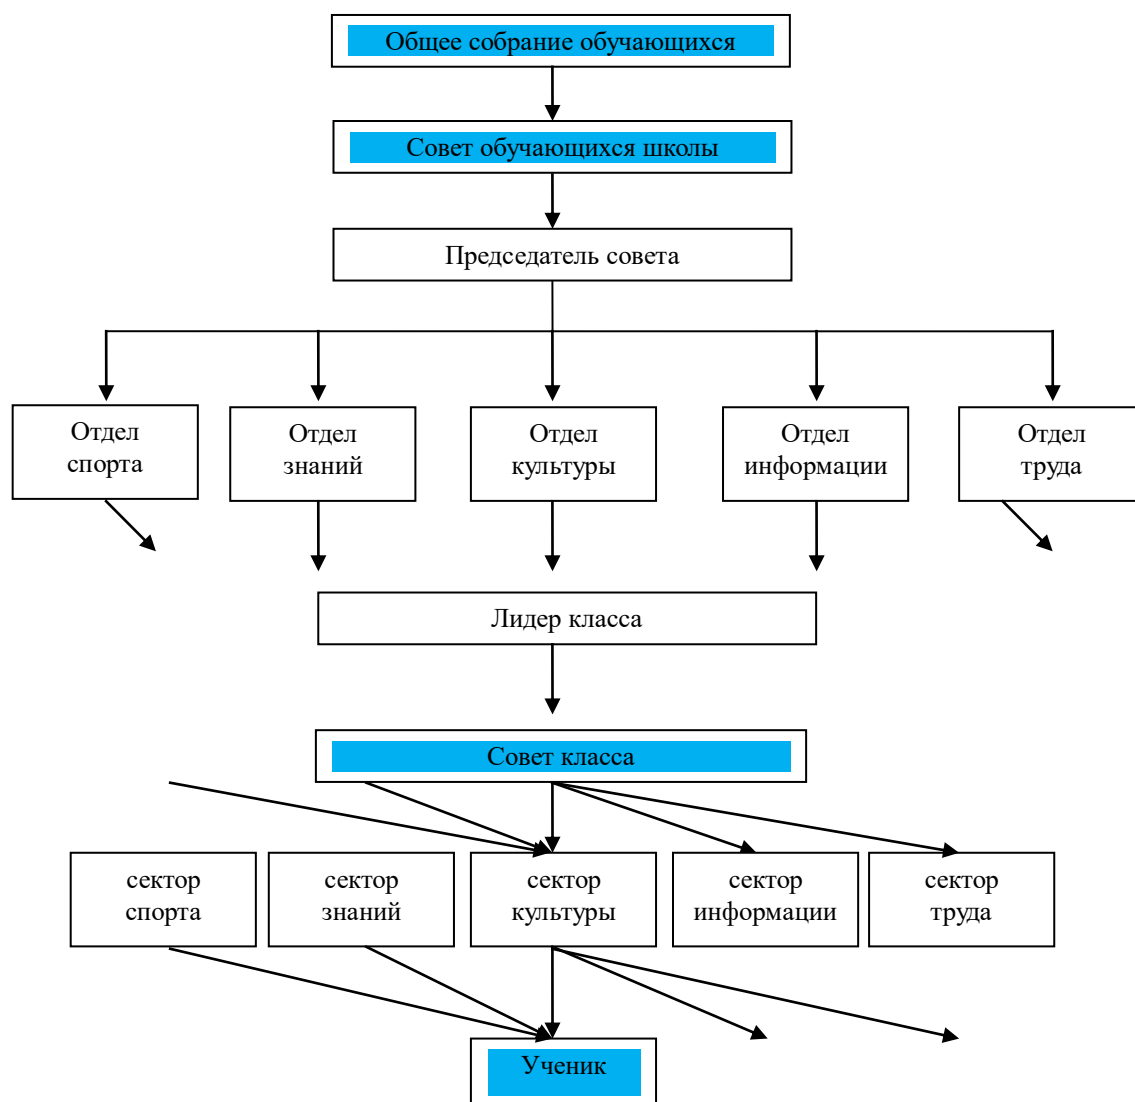 Общее собрание обучающихся
Совет обучающихся школы
Председатель совета
Отдел
спорта
Отдел
знаний
Отдел
культуры
Отдел
информации
Отдел
труда
Лидер класса
Совет класса
сектор
спорта
сектор
знаний
сектор
культуры
сектор
информации
сектор
труда
Ученик